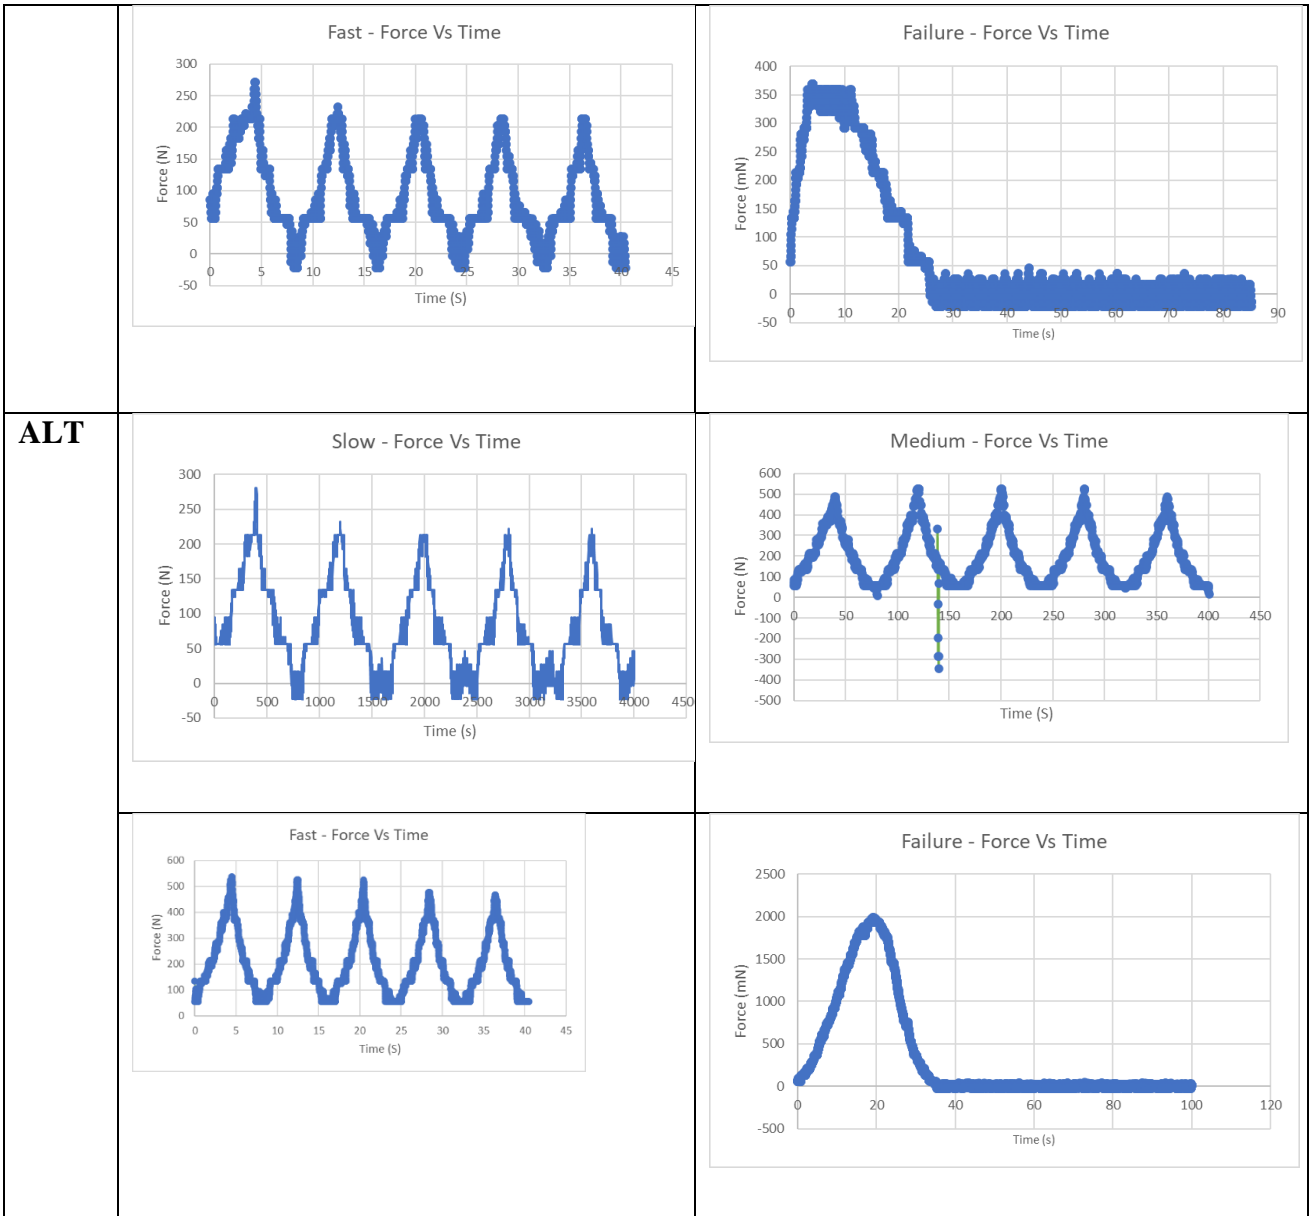 Fast - Force Vs Time
300
250
200
150
100
50
0
-50
Force (N)
0 5 10 15 20 25 30 35 40 45
Time (S)
Failure - Force Vs Time
400
350
300
250
200
150
100
50
0
-50
Force (mN)
0 10 20 30 40 50 60 70 80 90
Time (s)
ALT
Slow - Force Vs Time
300
250
200
150
100
50
0
-50
Force (N)
0 500 1000 1500 2000 2500 3000 3500 4000 450
Time (s)
Medium - Force Vs Time
600
500
400
300
200
100
0
-100
-200
-300
-400
-500
Force (N)
0 50 100 150 200 250 300 350 400 450
Time (S)
Fast - Force Vs Time
600
500
400
300
200
100
0
Force (N)
0 5 10 15 20 25 30 35 40 45
Time (S)
Failure - Force Vs Time
2500
2000
1500
1000
500
0
-500
Force (mN)
0 20 40 60 80 100 120
Time (s)